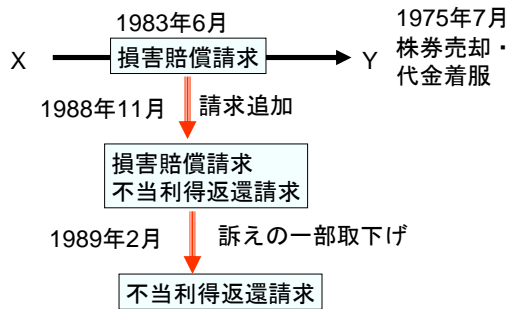 1983年6月
1975年7月
株券売却・
代金着服
X
損害賠償請求
Y
1988年11月
請求追加
損害賠償請求
不当利得返還請求
1989年2月
訴えの一部取下げ
不当利得返還請求